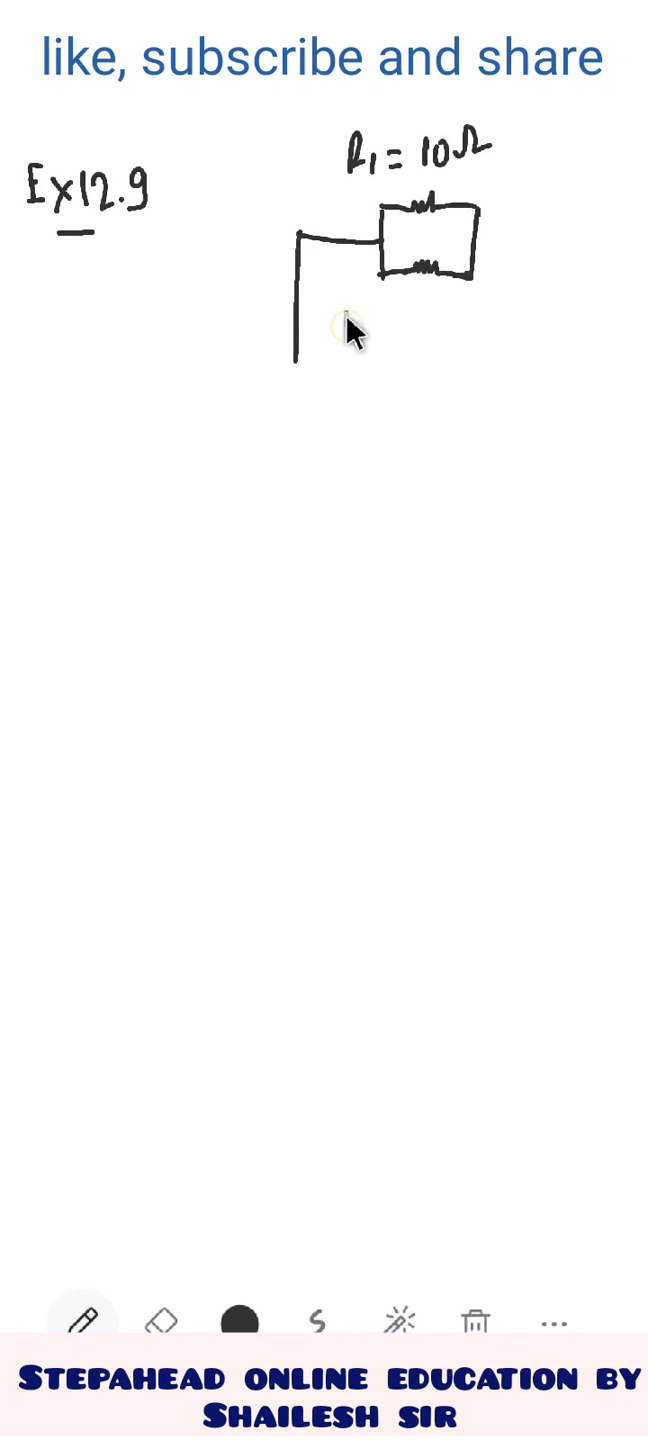 like, subscribe and share
R1 = 10Ω
Ex12.9
STEPAHEAD ONLINE EDUCATION BY
SHAILESH SIR